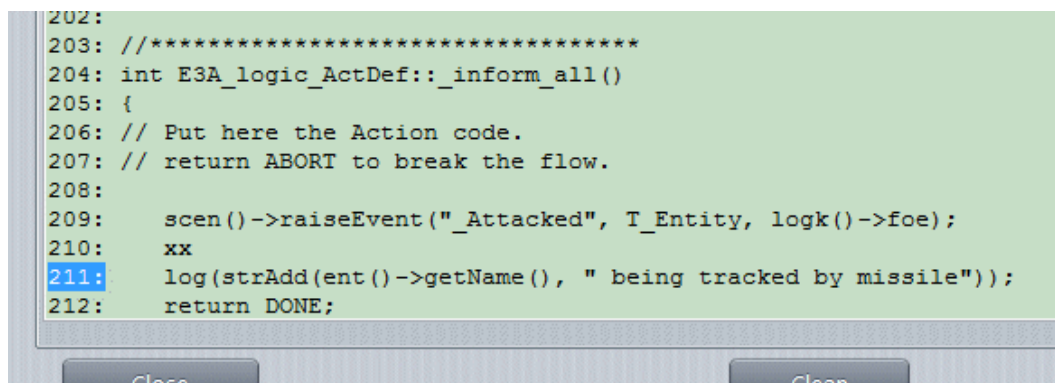 202:
203: //**********************************
204: int E3A_logic_ActDef::_inform_all()
205: {
206: // Put here the Action code.
207: // return ABORT to break the flow.
208:
209: scen()->raiseEvent("_Attacked", T_Entity, logk()->foe);
210: xx
211: log(strAdd(ent()->getName(), " being tracked by missile"));
212: return DONE;
Close Clean